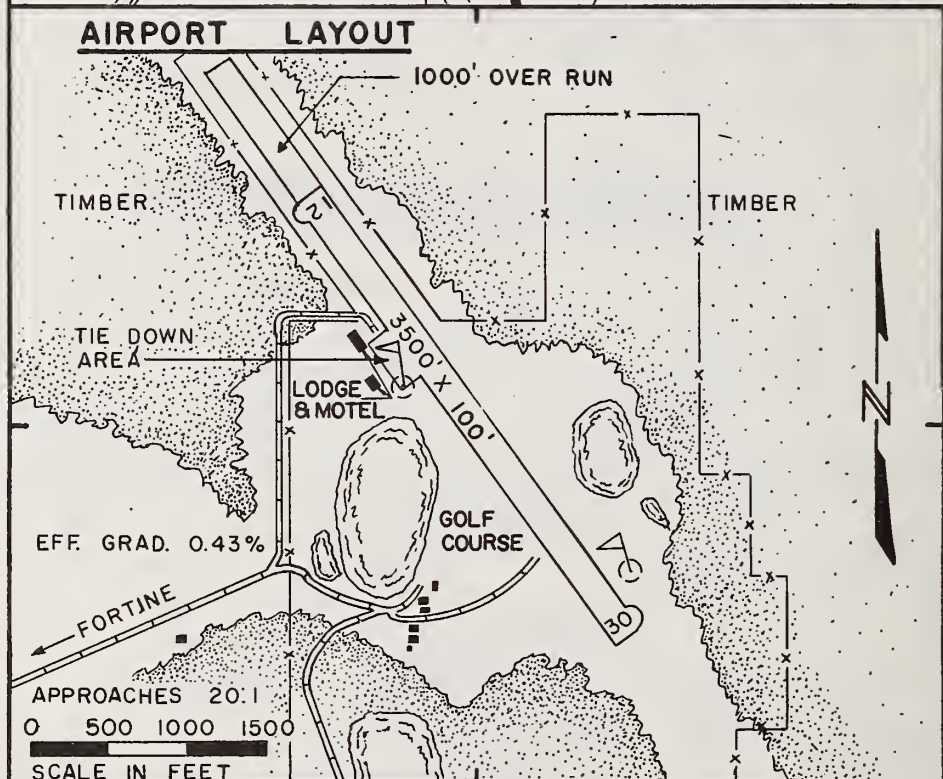 AIRPORT LAYOUT
1000' OVER RUN
TIMBER
TIMBER
12
3500' X 100'
TIE DOWN
AREA
LODGE
& MOTEL
N
GOLF
COURSE
EFF. GRAD. 0.43%
FORTINE
30
APPROACHES 20:1
0 500 1000 1500
SCALE IN FEET